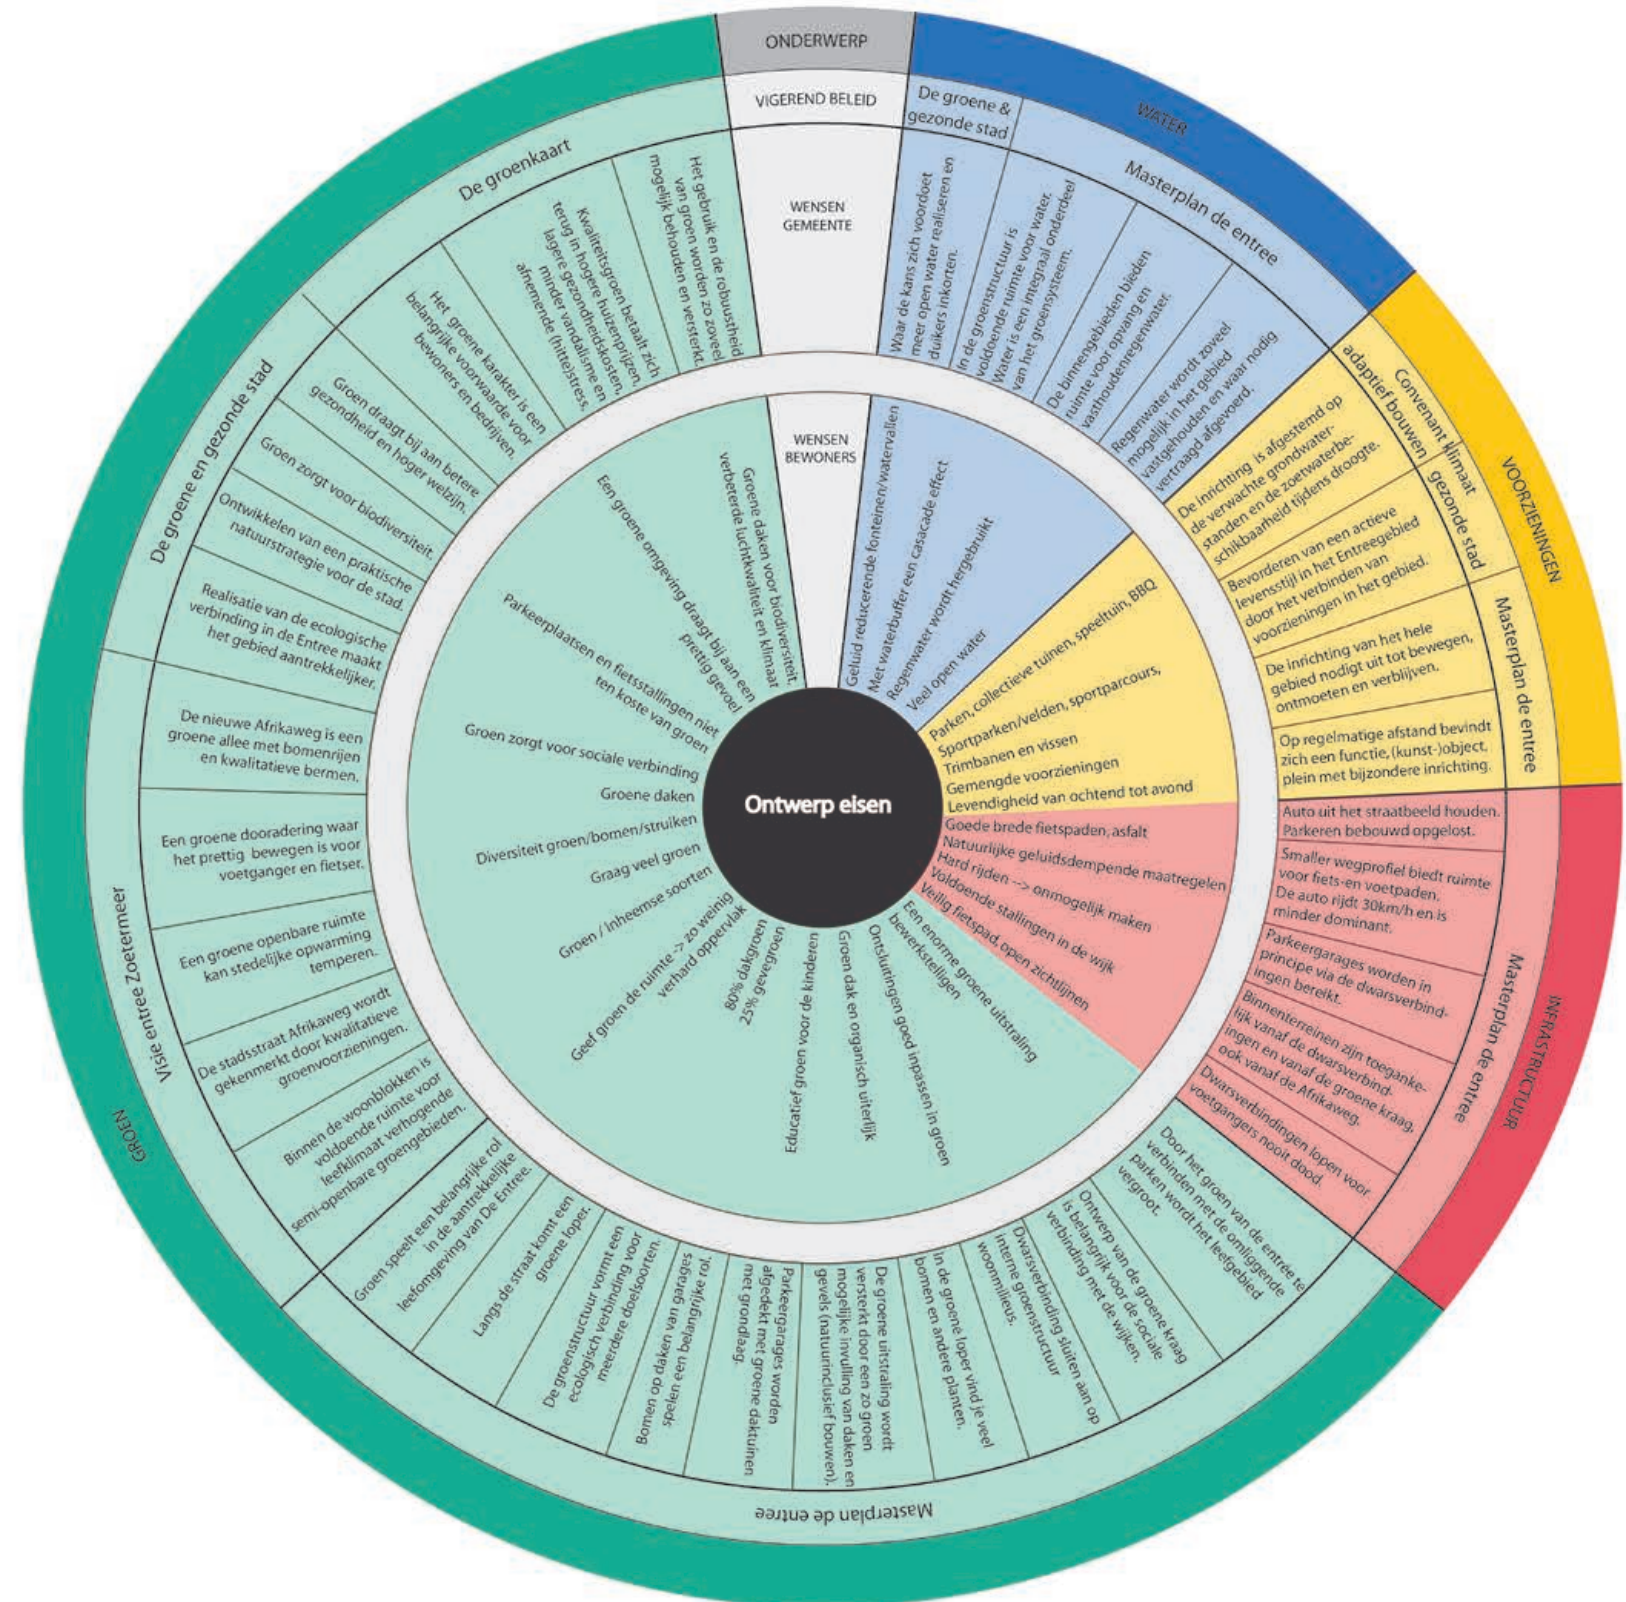 ONDERWERP
VIGEREND BELEID
WENSEN
GEMEENTE
WENSEN
BEWONERS
Ontwerp eisen
WATER
De groene &
gezonde stad
Masterplan de entree
Waar de kans zich voordoet
meer open water realiseren en
duikers inkorten.
In de groenstructuur is
voldoende ruimte voor water.
Water is een integraal onderdeel
van het groensysteem.
De binnengebieden bieden
ruimte voor opvang en
vasthoudenregenwater.
Regenwater wordt zoveel
mogelijk in het gebied
vastgehouden en waar nodig
vertraagd afgevoerd.
Geluid reducerende fonteinen/watervallen
Met waterbuffer een casacade effect
Regenwater wordt hergebruikt
Veel open water
VOORZIENINGEN
Convenant klimaat
adaptief bouwen
gezonde stad
Masterplan de entree
De inrichting is afgestemd op
de verwachte grondwater-
standen en de zoetwaterbe-
schikbaarheid tijdens droogte.
Bevorderen van een actieve
levensstijl in het Entreegebied
door het verbinden van
voorzieningen in het gebied.
De inrichting van het hele
gebied nodigt uit tot bewegen,
ontmoeten en verblijven.
Op regelmatige afstand bevindt
zich een functie, (kunst-)object,
plein met bijzondere inrichting.
Parken, collectieve tuinen, speeltuin, BBQ
Sportparken/velden, sportparcours,
Trimbanen en vissen
Gemengde voorzieningen
Levendigheid van ochtend tot avond
INFRASTRUCTUUR
Masterplan de entree
Auto uit het straatbeeld houden.
Parkeren bebouwd opgelost.
Smaller wegprofiel biedt ruimte
voor fiets-en voetpaden.
De auto rijdt 30km/h en is
minder dominant.
Parkeergarages worden in
principe via de dwarsverbind-
ingen bereikt.
Binnenterreinen zijn toeganke-
lijk vanaf de dwarsverbind-
ingen en vanaf de groene kraag,
ook vanaf de Afrikaweg.
Dwarsverbindingen lopen voor
voetgangers nooit dood.
Goede brede fietspaden, asfalt
Natuurlijke geluidsdempende maatregelen
Hard rijden --> onmogelijk maken
Voldoende stallingen in de wijk
Veilig fietspad, open zichtlijnen
GROEN
Masterplan de entree
Door het groen van de entrée te
verbinden met de omliggende
parken wordt het leefgebied
vergroot.
Ontwerp van de groene kraag
is belangrijk voor de sociale
verbinding met de wijken.
Dwarsverbinding sluiten aan op
interne groenstructuur
woonmilieus.
In de groene loper vind je veel
bomen en andere planten.
De groene uitstraling wordt
versterkt door een zo groen
mogelijke invulling van daken en
gevels (natuurinclusief bouwen).
Parkeergarages worden
afgedekt met groene daktuinen
met grondlaag.
Bomen op daken van garages
spelen een belangrijke rol.
De groenstructuur vormt een
ecologisch verbinding voor
meerdere doelsoorten.
Langs de straat komt een
groene loper.
Groen speelt een belangrijke rol
in de aantrekkelijke
leefomgeving van De Entree.
Visie entree Zoetermeer
Binnen de woonblokken is
voldoende ruimte voor
leefklimaat verhogende
semi-openbare groengebieden.
De stadsstraat Afrikaweg wordt
gekenmerkt door kwalitatieve
groenvoorzieningen.
Een groene openbare ruimte
kan stedelijke opwarming
temperen.
Een groene dooradering waar
het prettig bewegen is voor
voetganger en fietser.
De nieuwe Afrikaweg is een
groene allee met bomenrijen
en kwalitatieve bermen.
De groene en gezonde stad
Realisatie van de ecologische
verbinding in de Entree maakt
het gebied aantrekkelijker.
Ontwikkelen van een praktische
natuurstrategie voor de stad.
Groen zorgt voor biodiversiteit.
Groen draagt bij aan betere
gezondheid en hoger welzijn.
De groenkaart
Het groene karakter is een
belangrijke voorwaarde voor
bewoners en bedrijven.
Kwaliteitsgroen betaalt zich
terug in hogere huizenprijzen,
lagere gezondheidskosten,
minder vandalisme en
afnemende (hitte)stress.
Het gebruik en de robuustheid
van groen worden zo zoveel
mogelijk behouden en versterkt.
Een enorme groene uitstraling
bewerkstelligen
Ontsluitingen goed inpassen in groen
Groen dak en organisch uiterlijk
Educatief groen voor de kinderen
80% dakgroen
25% gevegroen
Geef groen de ruimte -> zo weinig
verhard oppervlak
Groen / Inheemse soorten
Graag veel groen
Diversiteit groen/bomen/struiken
Groene daken
Groen zorgt voor sociale verbinding
Parkeerplaatsen en fietsstallingen niet
ten koste van groen
Een groene omgeving draagt bij aan een
prettig gevoel
Groene daken voor biodiversiteit,
verbeterde luchtkwaliteit en klimaat